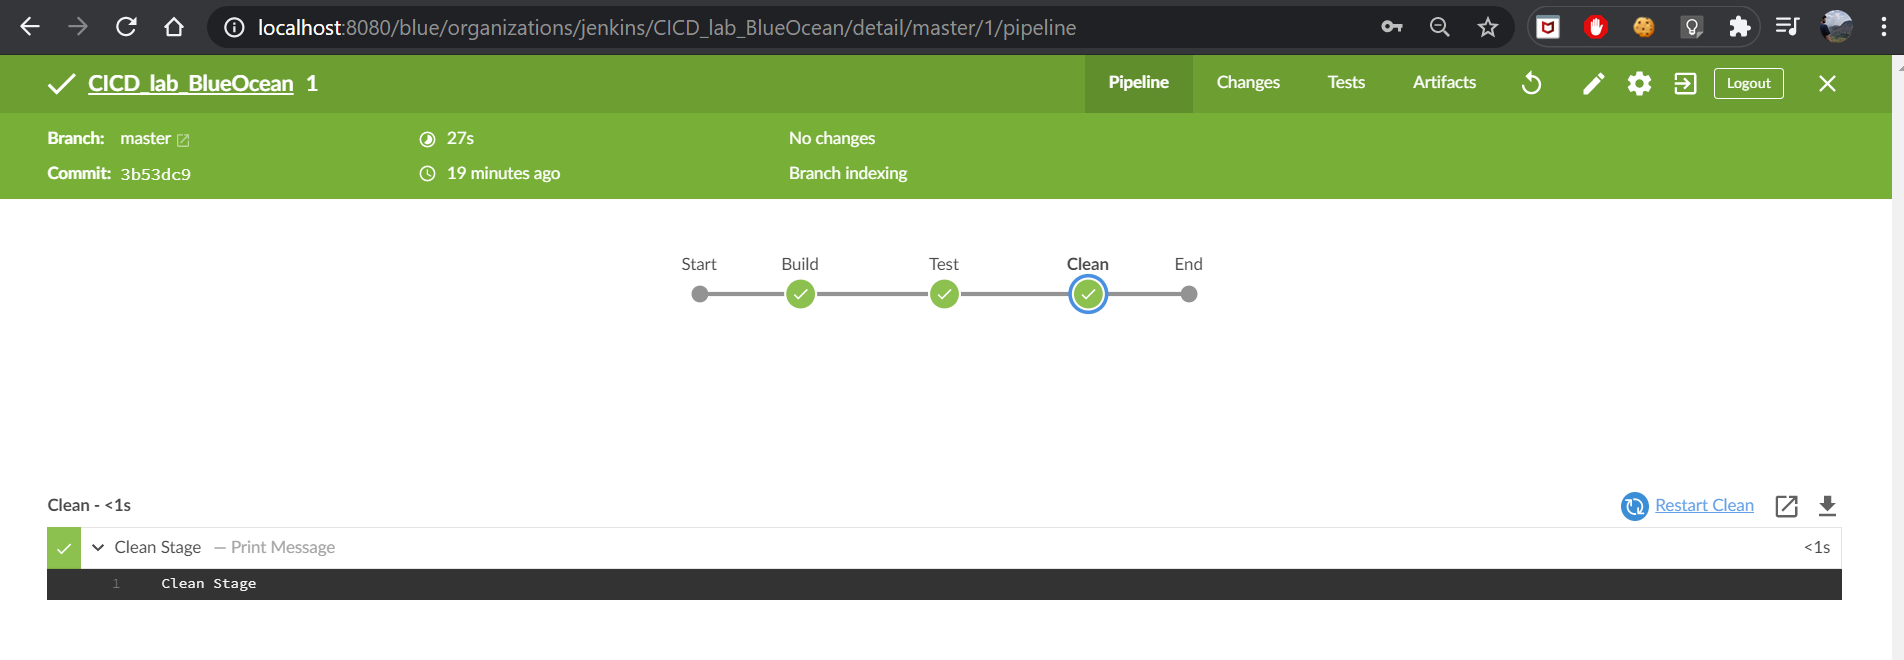 localhost:8080/blue/organizations/jenkins/CICD_lab_BlueOcean/detail/master/1/pipeline
CICD_lab_BlueOcean 1 Pipeline Changes Tests Artifacts Logout
Branch: master 27s No changes
Commit: 3b53dc9 19 minutes ago Branch indexing
Start Build Test Clean End
Clean - <1s Restart Clean
Clean Stage — Print Message <1s
1 Clean Stage